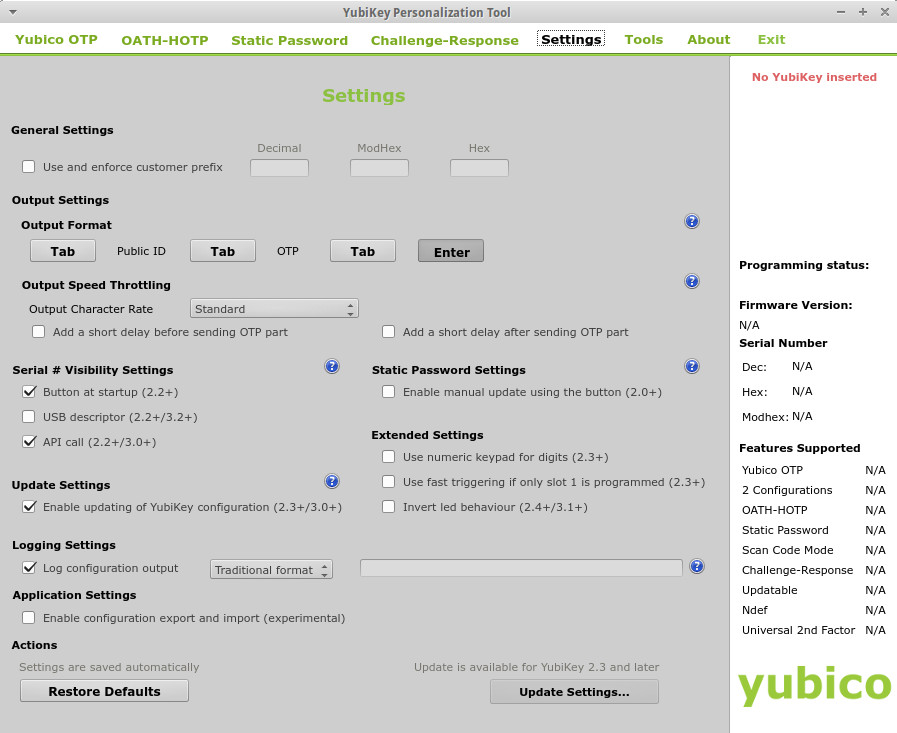 YubiKey Personalization Tool
Yubico OTP OATH-HOTP Static Password Challenge-Response Settings Tools About Exit
No YubiKey inserted
Settings
General Settings
Decimal ModHex Hex
Use and enforce customer prefix
Output Settings
Output Format
Tab Public ID Tab OTP Tab Enter
Output Speed Throttling
Output Character Rate Standard
Add a short delay before sending OTP part Add a short delay after sending OTP part
Serial # Visibility Settings
Button at startup (2.2+)
USB descriptor (2.2+/3.2+)
API call (2.2+/3.0+)
Static Password Settings
Enable manual update using the button (2.0+)
Extended Settings
Use numeric keypad for digits (2.3+)
Use fast triggering if only slot 1 is programmed (2.3+)
Invert led behaviour (2.4+/3.1+)
Update Settings
Enable updating of YubiKey configuration (2.3+/3.0+)
Logging Settings
Log configuration output Traditional format
Application Settings
Enable configuration export and import (experimental)
Actions
Settings are saved automatically Update is available for YubiKey 2.3 and later
Restore Defaults Update Settings...
Programming status:
Firmware Version:
N/A
Serial Number
Dec: N/A
Hex: N/A
Modhex: N/A
Features Supported
Yubico OTP N/A
2 Configurations N/A
OATH-HOTP N/A
Static Password N/A
Scan Code Mode N/A
Challenge-Response N/A
Updatable N/A
Ndef N/A
Universal 2nd Factor N/A
yubico